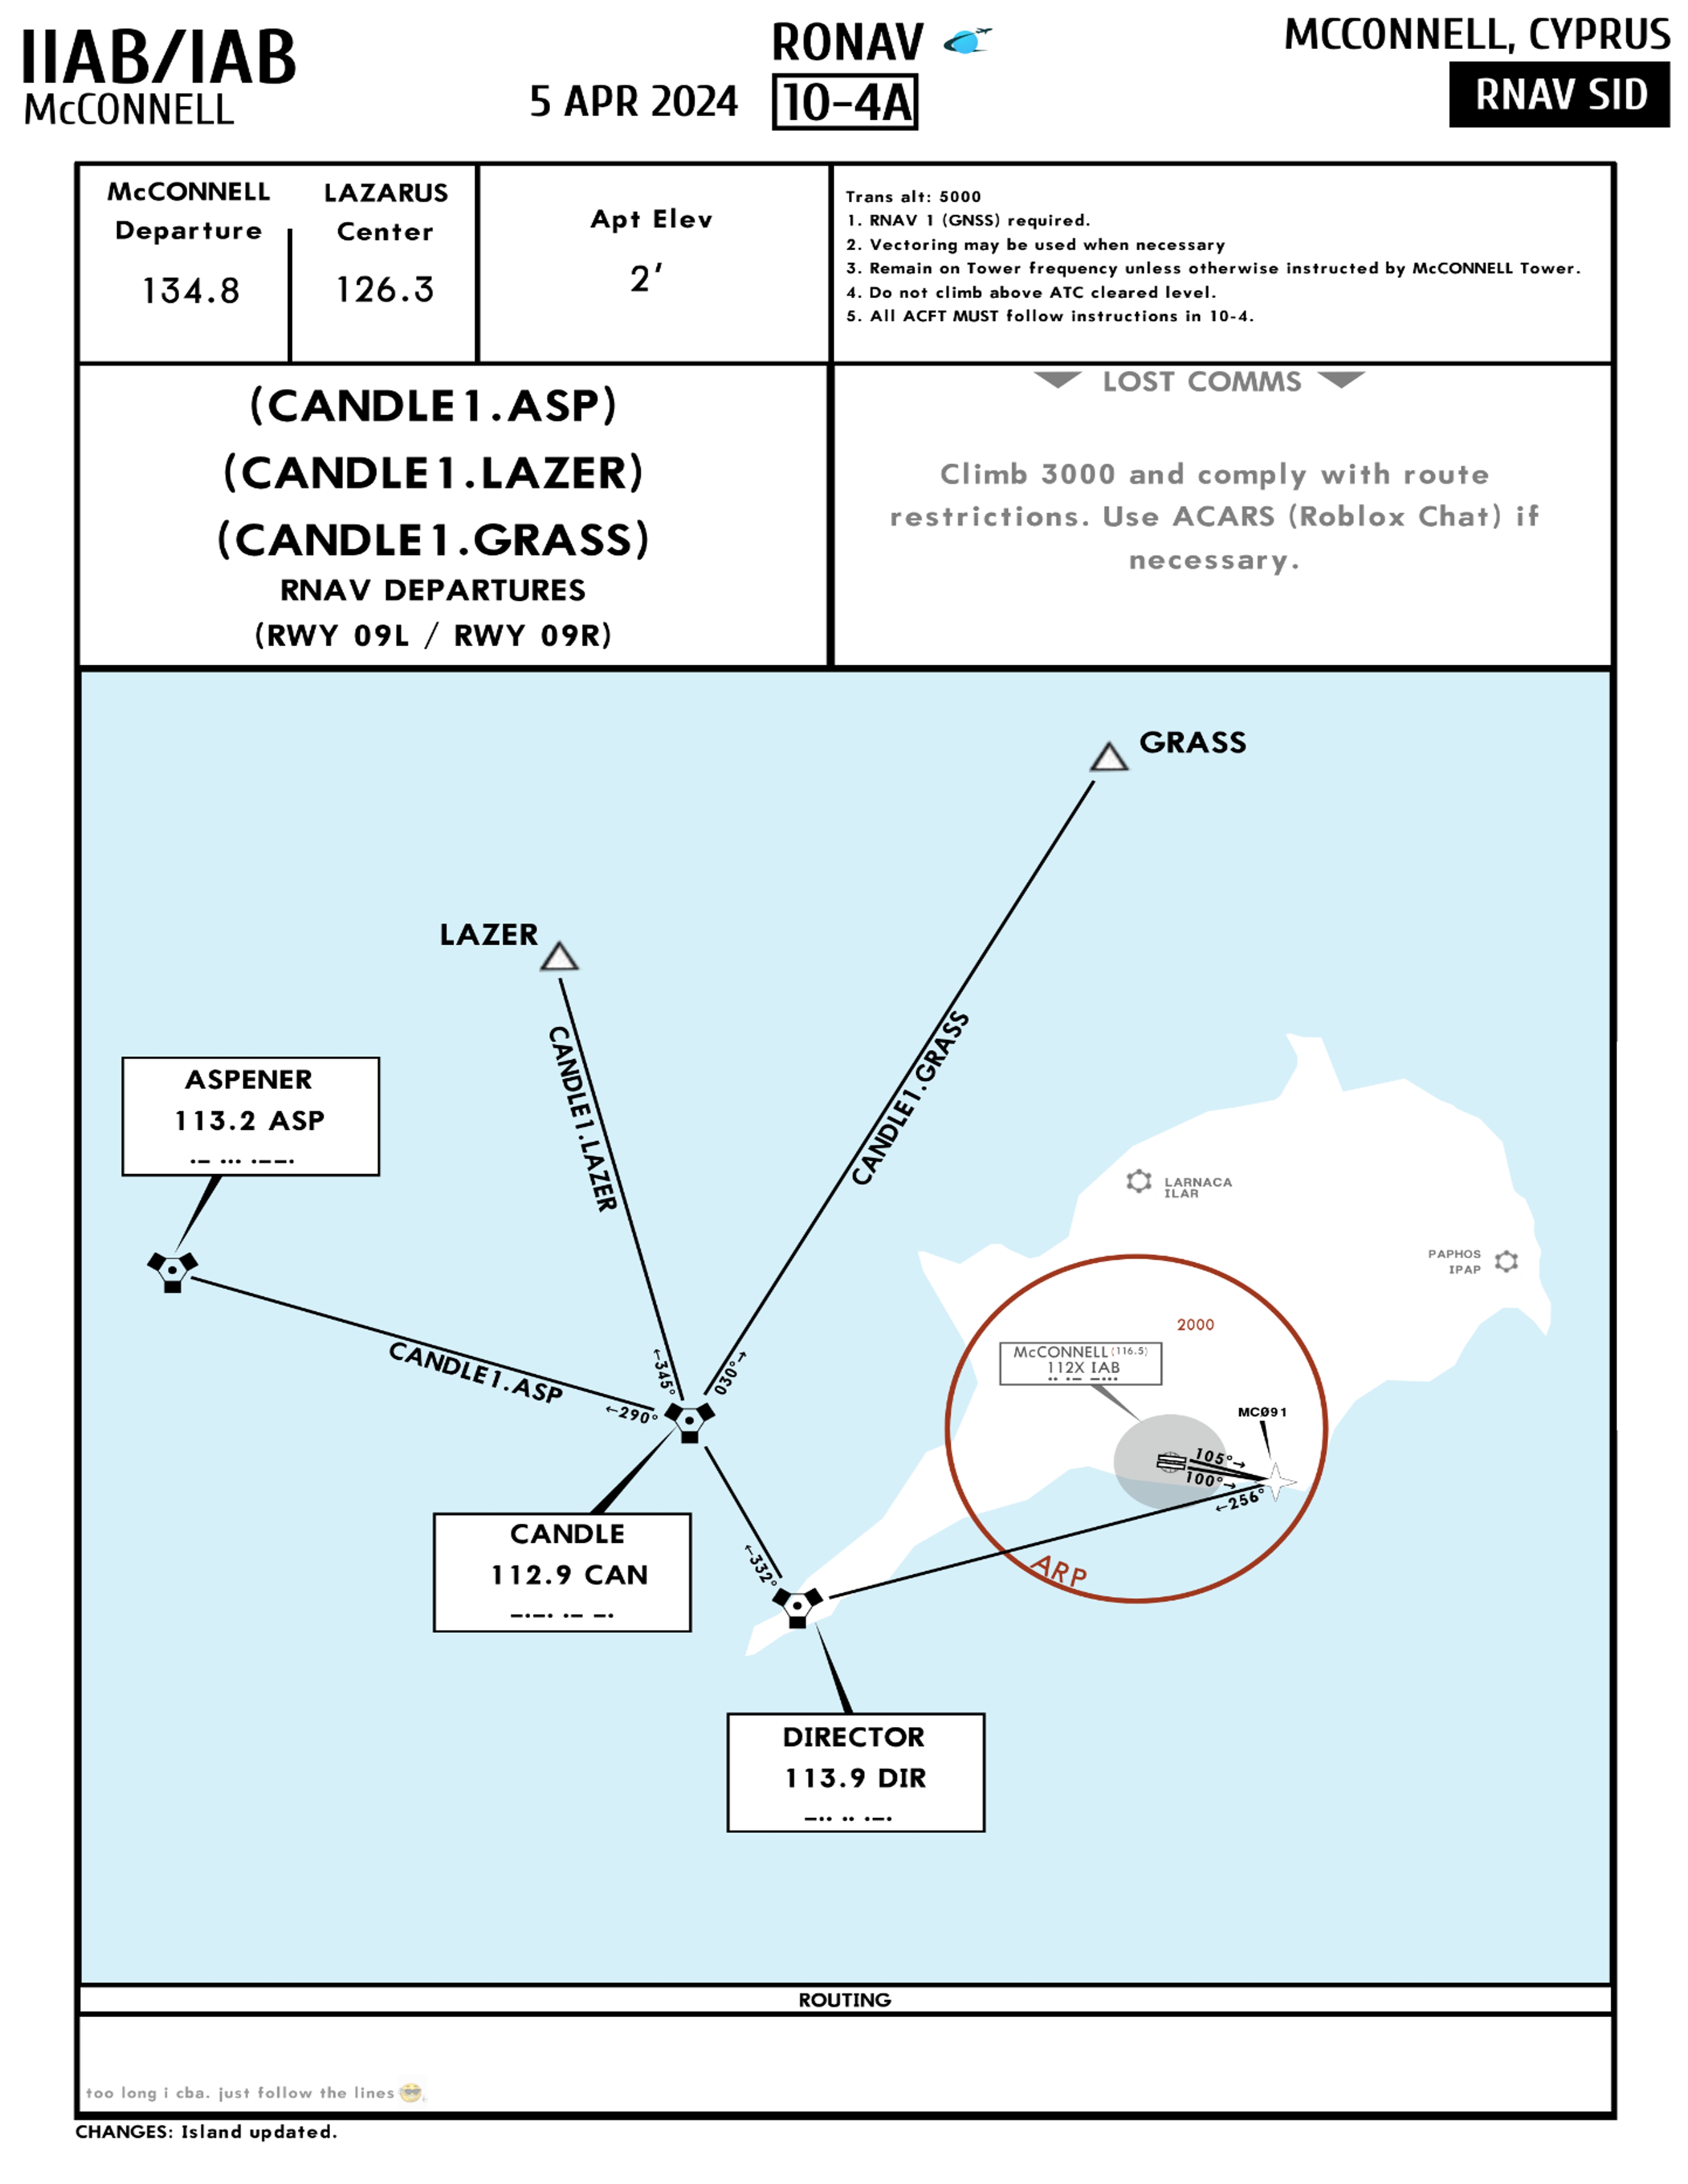 IIAB/IAB
McCONNELL
5 APR 2024
RONAV
10-4A
MCCONNELL, CYPRUS
RNAV SID
McCONNELL
Departure
134.8
LAZARUS
Center
126.3
Apt Elev
2'
Trans alt: 5000
1. RNAV 1 (GNSS) required.
2. Vectoring may be used when necessary
3. Remain on Tower frequency unless otherwise instructed by McCONNELL Tower.
4. Do not climb above ATC cleared level.
5. All ACFT MUST follow instructions in 10-4.
(CANDLE1.ASP)
(CANDLE1.LAZER)
(CANDLE1.GRASS)
RNAV DEPARTURES
(RWY 09L / RWY 09R)
LOST COMMS
Climb 3000 and comply with route
restrictions. Use ACARS (Roblox Chat) if
necessary.
GRASS
LAZER
CANDLE1.LAZER
CANDLE1.GRASS
ASPENER
113.2 ASP
·– ··· ·––·
LARNACA
ILAR
PAPHOS
IPAP
2000
McCONNELL (116.5)
112X IAB
·· ·– –···
CANDLE1.ASP
←345°
030°→
←290°
MCØ91
105°→
100°→
←256°
CANDLE
112.9 CAN
–·–· ·– –·
←332°
ARP
DIRECTOR
113.9 DIR
–·· ·· ·–·
ROUTING
too long i cba. just follow the lines 😎
CHANGES: Island updated.